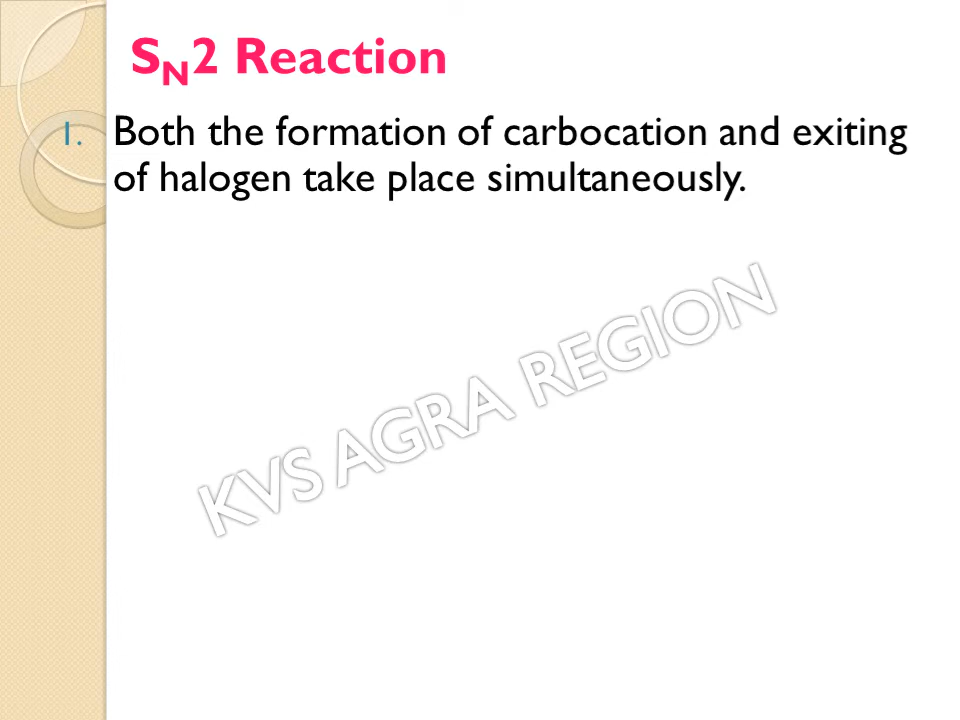 SN2 Reaction
1. Both the formation of carbocation and exiting
of halogen take place simultaneously.
KVS AGRA REGION